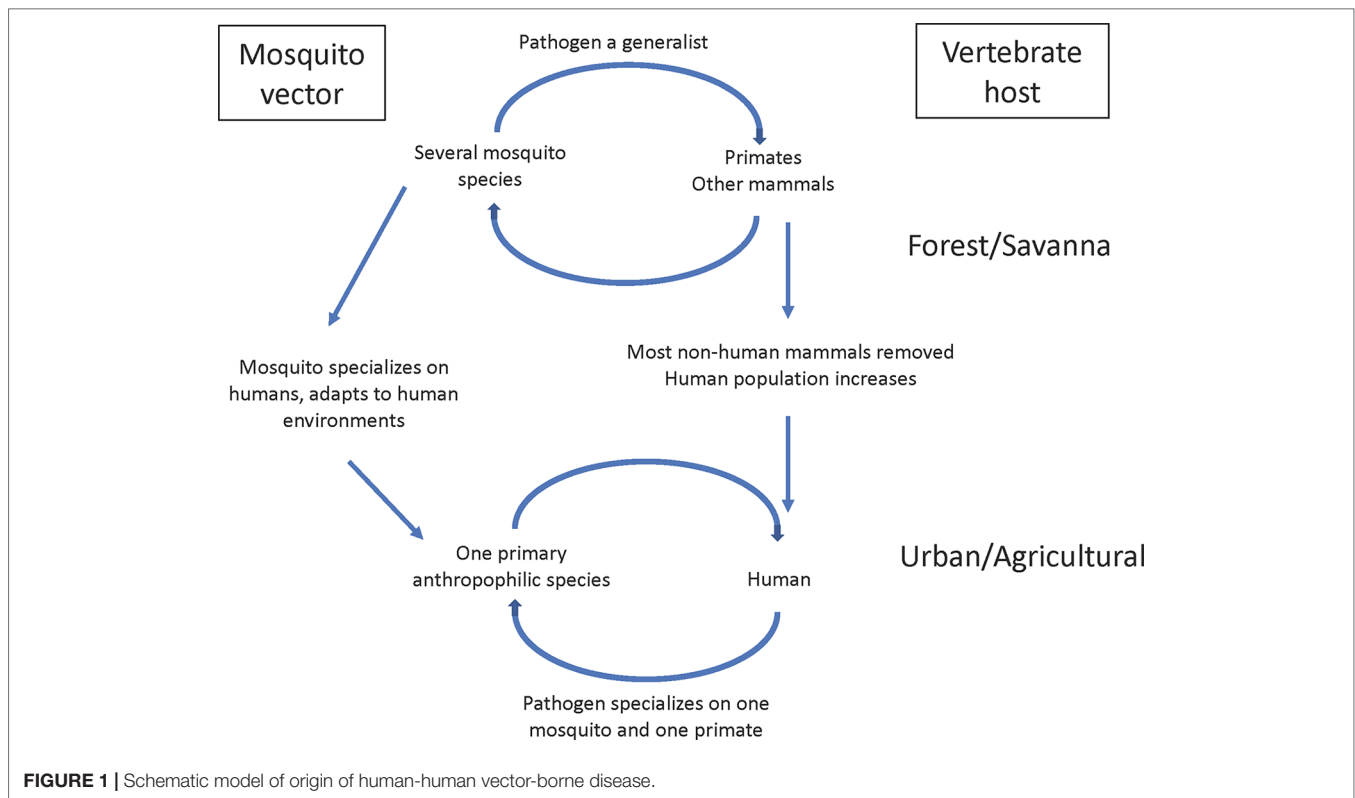 Mosquito
vector
Pathogen a generalist
Vertebrate
host
Several mosquito
species
Primates
Other mammals
Forest/Savanna
Mosquito specializes on
humans, adapts to human
environments
Most non-human mammals removed
Human population increases
One primary
anthropophilic species
Human
Urban/Agricultural
Pathogen specializes on one
mosquito and one primate
FIGURE 1 | Schematic model of origin of human-human vector-borne disease.